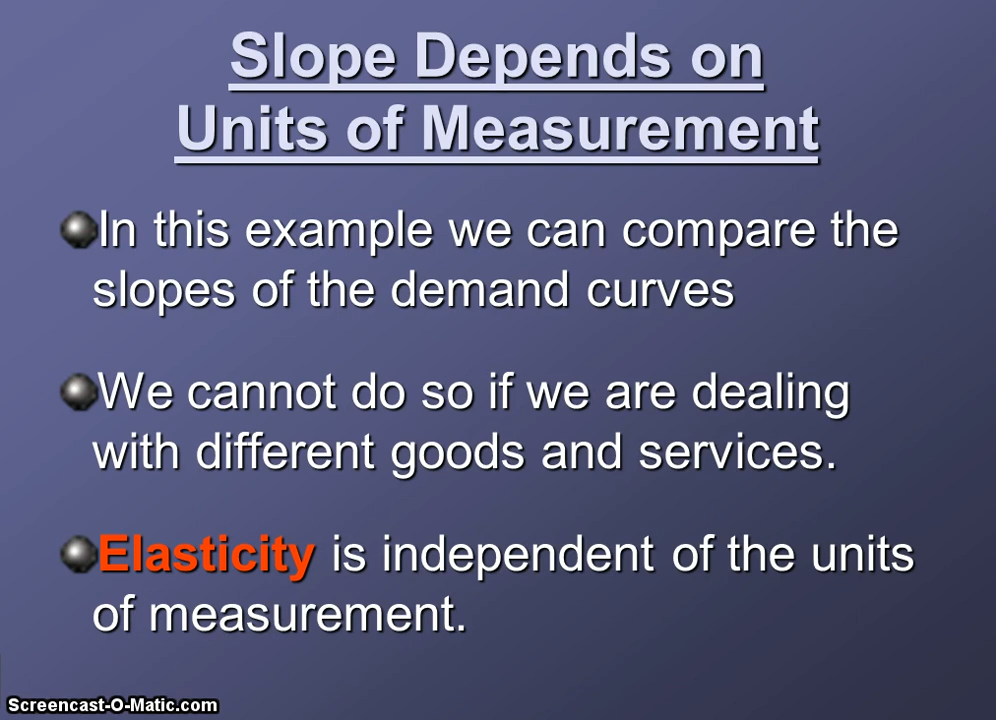 Slope Depends on
Units of Measurement
In this example we can compare the
slopes of the demand curves
We cannot do so if we are dealing
with different goods and services.
Elasticity is independent of the units
of measurement.
Screencast-O-Matic.com